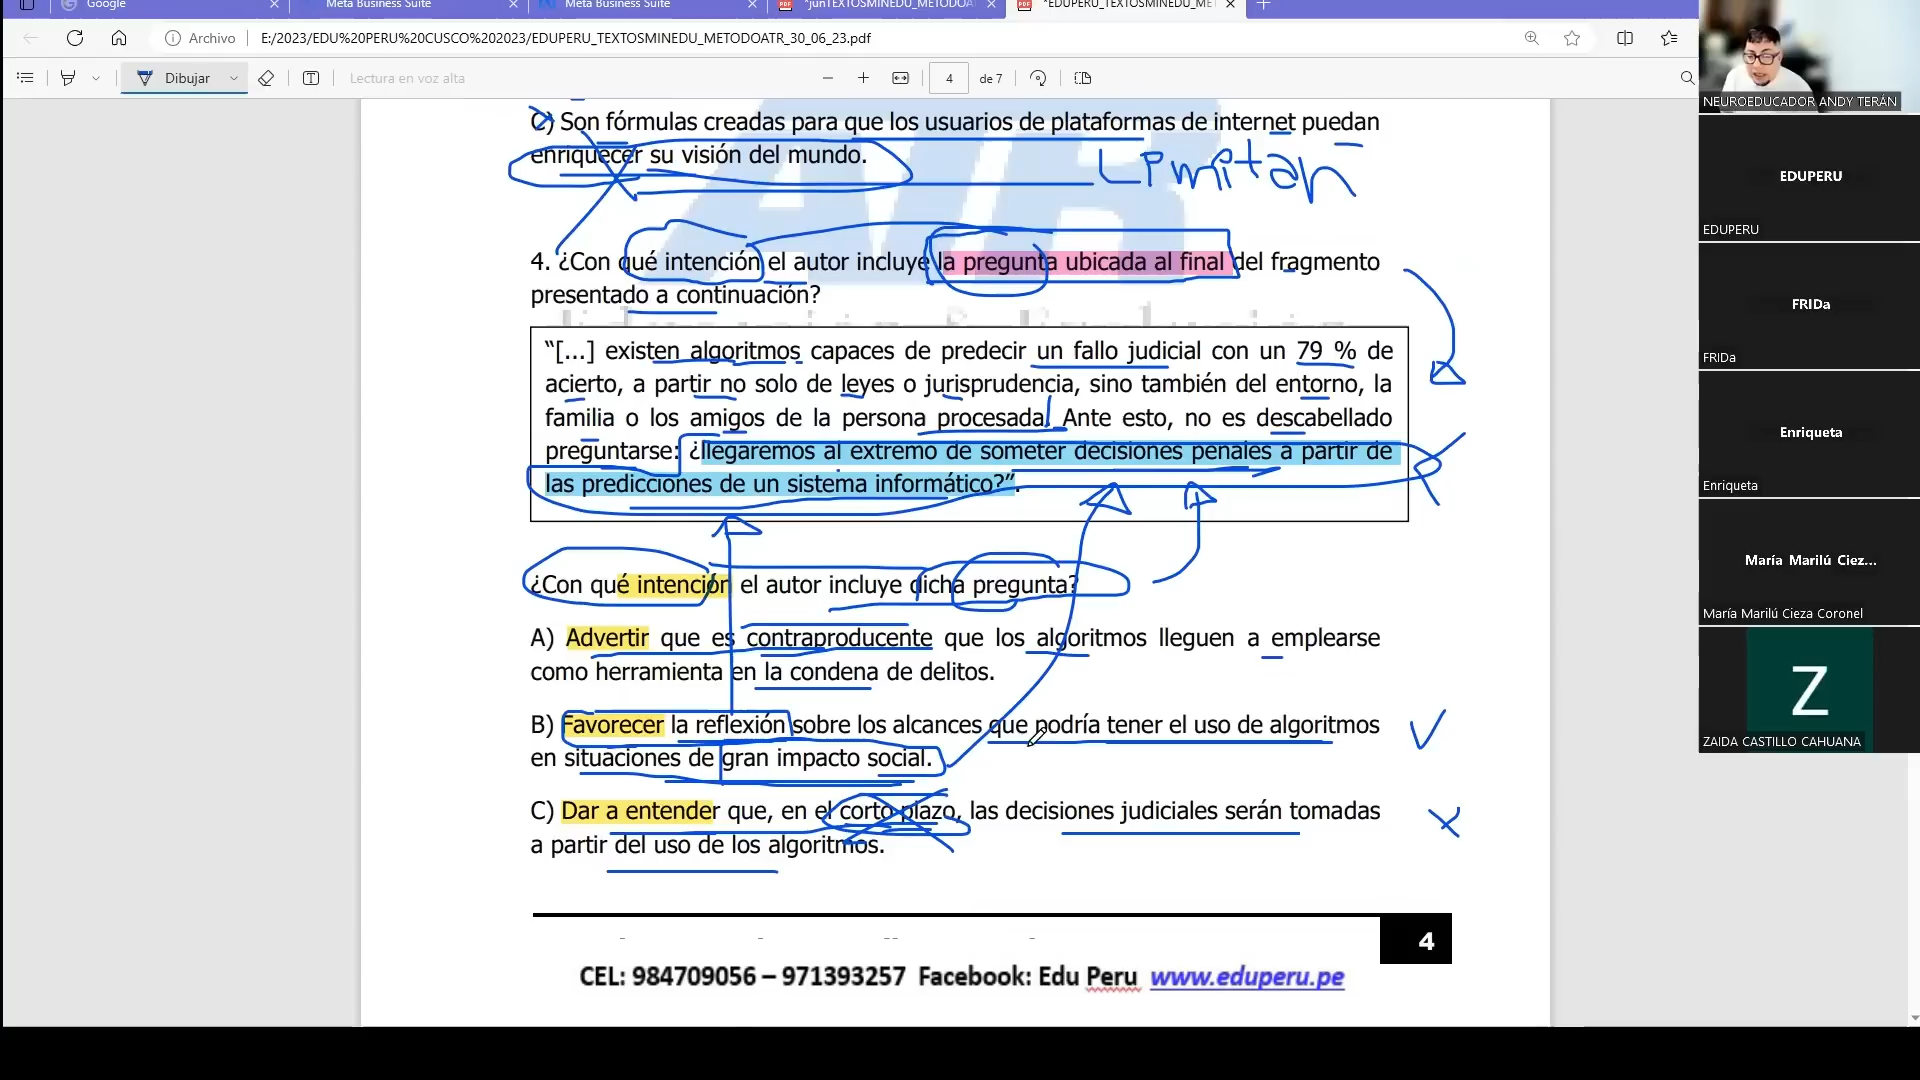 Google
Meta Business Suite
Meta Business Suite
*junTEXTOSMINEDU_METODOA
*EDUPERU_TEXTOSMINEDU_MET
Archivo
E:/2023/EDU%20PERU%20CUSCO%202023/EDUPERU_TEXTOSMINEDU_METODOATR_30_06_23.pdf
Dibujar
Lectura en voz alta
4
de 7
C) Son fórmulas creadas para que los usuarios de plataformas de internet puedan
enriquecer su visión del mundo.
Limitan
4. ¿Con qué intención el autor incluye la pregunta ubicada al final del fragmento
presentado a continuación?
“[...] existen algoritmos capaces de predecir un fallo judicial con un 79 % de
acierto, a partir no solo de leyes o jurisprudencia, sino también del entorno, la
familia o los amigos de la persona procesada. Ante esto, no es descabellado
preguntarse: ¿llegaremos al extremo de someter decisiones penales a partir de
las predicciones de un sistema informático?”.
¿Con qué intención el autor incluye dicha pregunta?
A) Advertir que es contraproducente que los algoritmos lleguen a emplearse
como herramienta en la condena de delitos.
B) Favorecer la reflexión sobre los alcances que podría tener el uso de algoritmos
en situaciones de gran impacto social.
C) Dar a entender que, en el corto plazo, las decisiones judiciales serán tomadas
a partir del uso de los algoritmos.
4
CEL: 984709056 – 971393257 Facebook: Edu Peru www.eduperu.pe
NEUROEDUCADOR ANDY TERÁN
EDUPERU
EDUPERU
FRIDa
FRIDa
Enriqueta
Enriqueta
María Marilú Ciez...
María Marilú Cieza Coronel
Z
ZAIDA CASTILLO CAHUANA